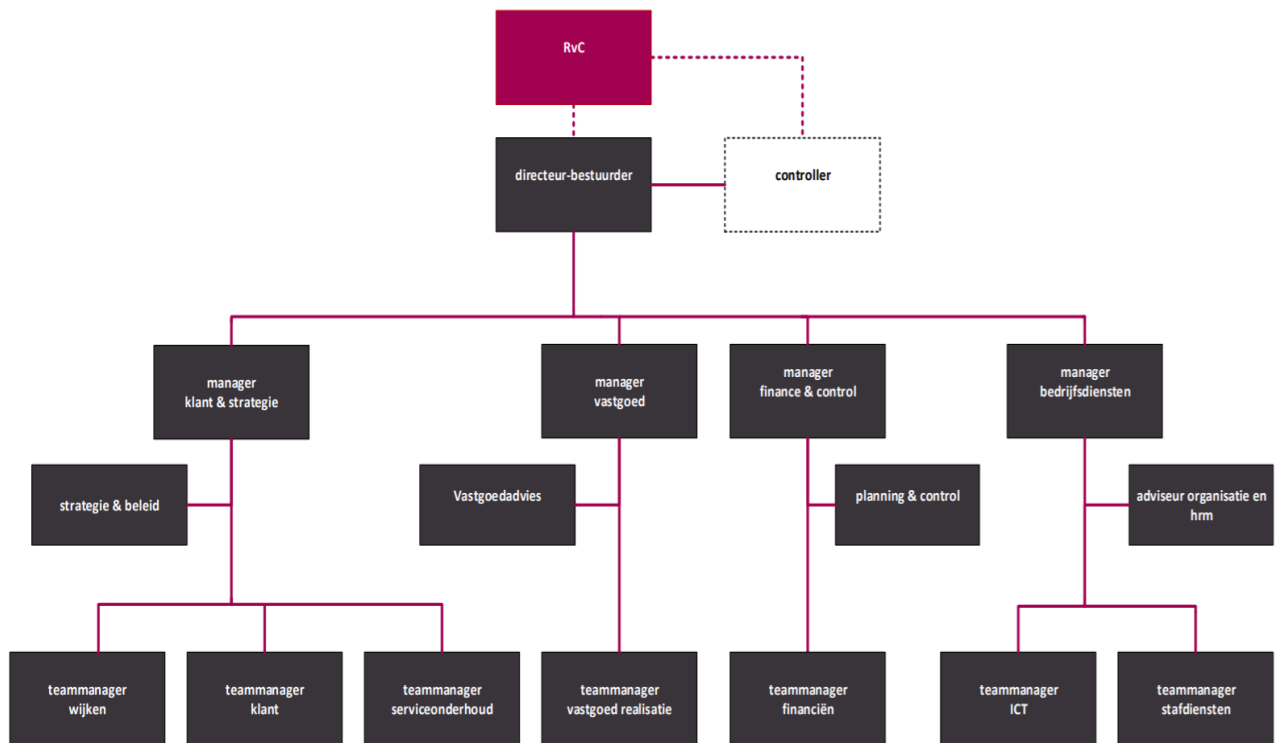 RvC
directeur-bestuurder
controller
manager
klant & strategie
manager
vastgoed
manager
finance & control
manager
bedrijfsdiensten
strategie & beleid
Vastgoedadvies
planning & control
adviseur organisatie en
hrm
teammanager
wijken
teammanager
klant
teammanager
serviceonderhoud
teammanager
vastgoed realisatie
teammanager
financiën
teammanager
ICT
teammanager
stafdiensten